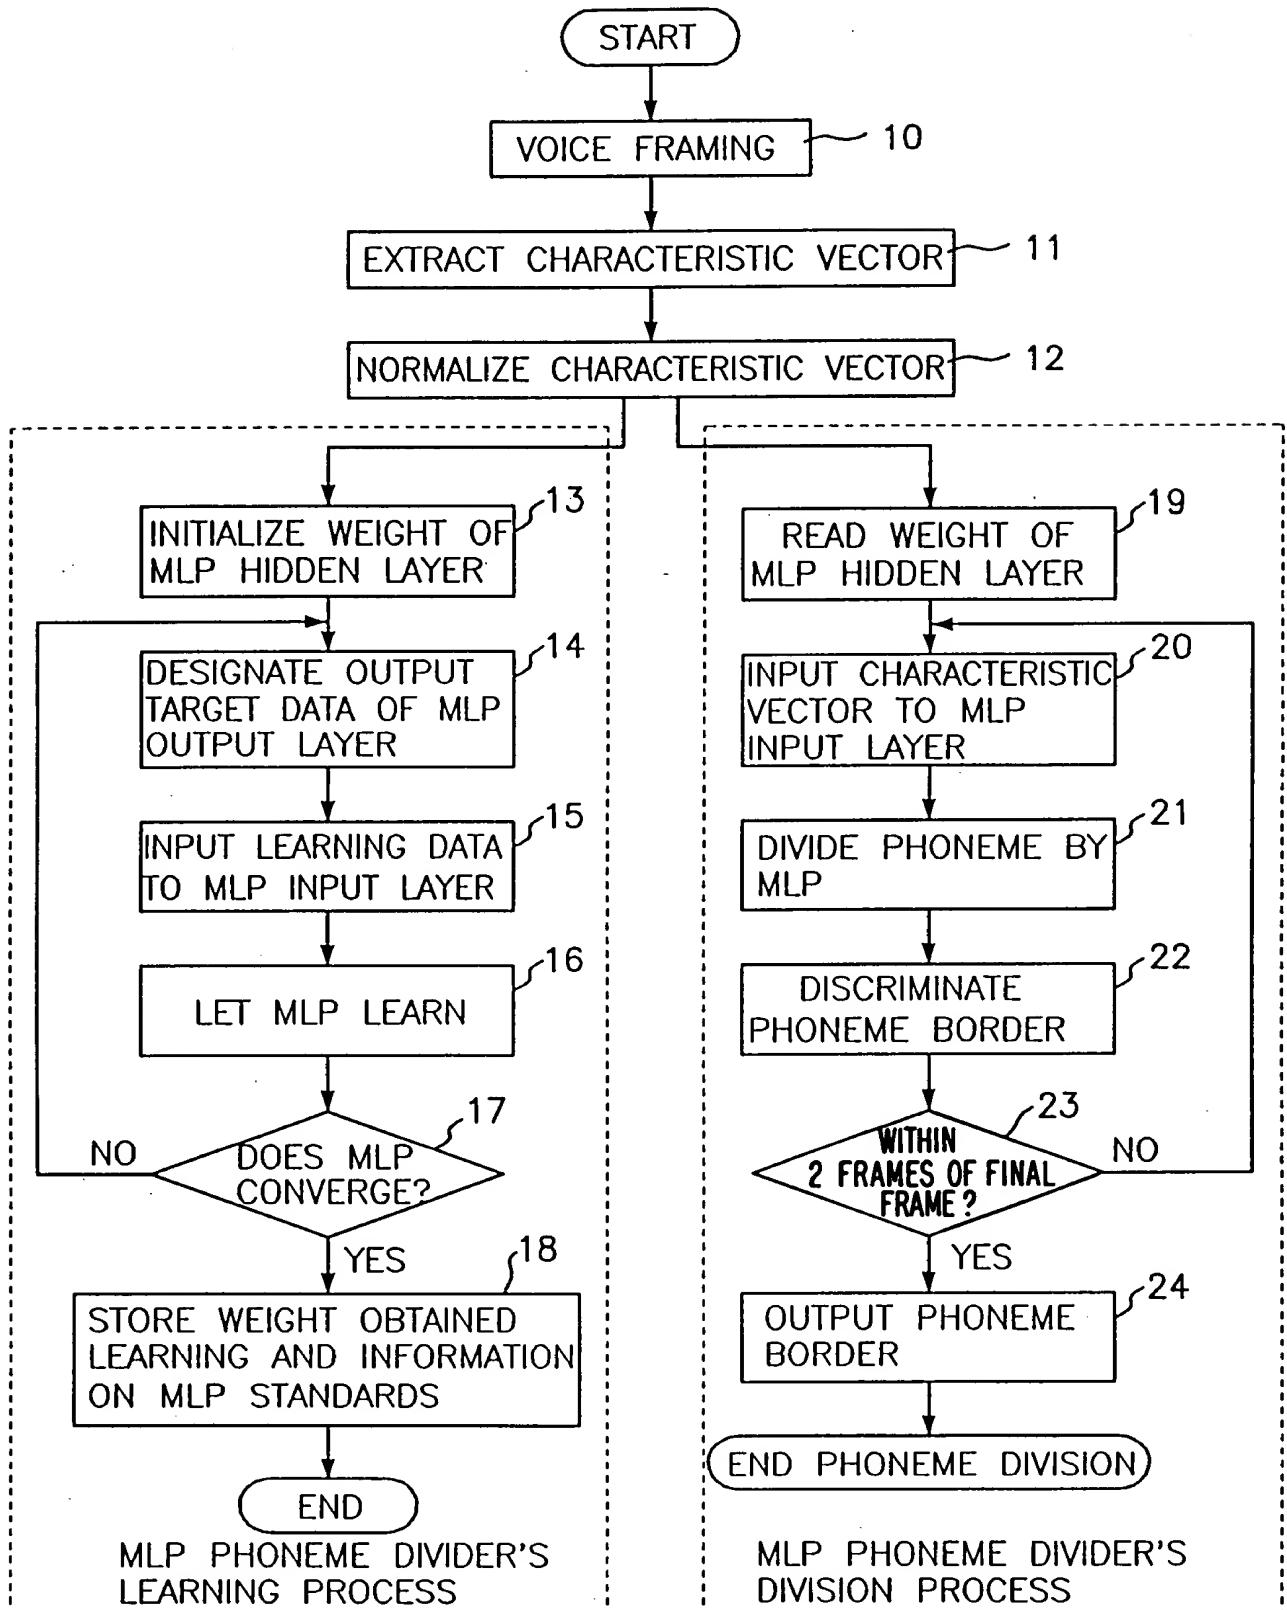 START
VOICE FRAMING
10
EXTRACT CHARACTERISTIC VECTOR
11
NORMALIZE CHARACTERISTIC VECTOR
12
13
INITIALIZE WEIGHT OF
MLP HIDDEN LAYER
14
DESIGNATE OUTPUT
TARGET DATA OF MLP
OUTPUT LAYER
15
INPUT LEARNING DATA
TO MLP INPUT LAYER
16
LET MLP LEARN
17
DOES MLP
CONVERGE?
NO
YES
18
STORE WEIGHT OBTAINED
LEARNING AND INFORMATION
ON MLP STANDARDS
END
MLP PHONEME DIVIDER'S
LEARNING PROCESS
19
READ WEIGHT OF
MLP HIDDEN LAYER
20
INPUT CHARACTERISTIC
VECTOR TO MLP
INPUT LAYER
21
DIVIDE PHONEME BY
MLP
22
DISCRIMINATE
PHONEME BORDER
23
WITHIN
2 FRAMES OF FINAL
FRAME?
NO
YES
24
OUTPUT PHONEME
BORDER
END PHONEME DIVISION
MLP PHONEME DIVIDER'S
DIVISION PROCESS